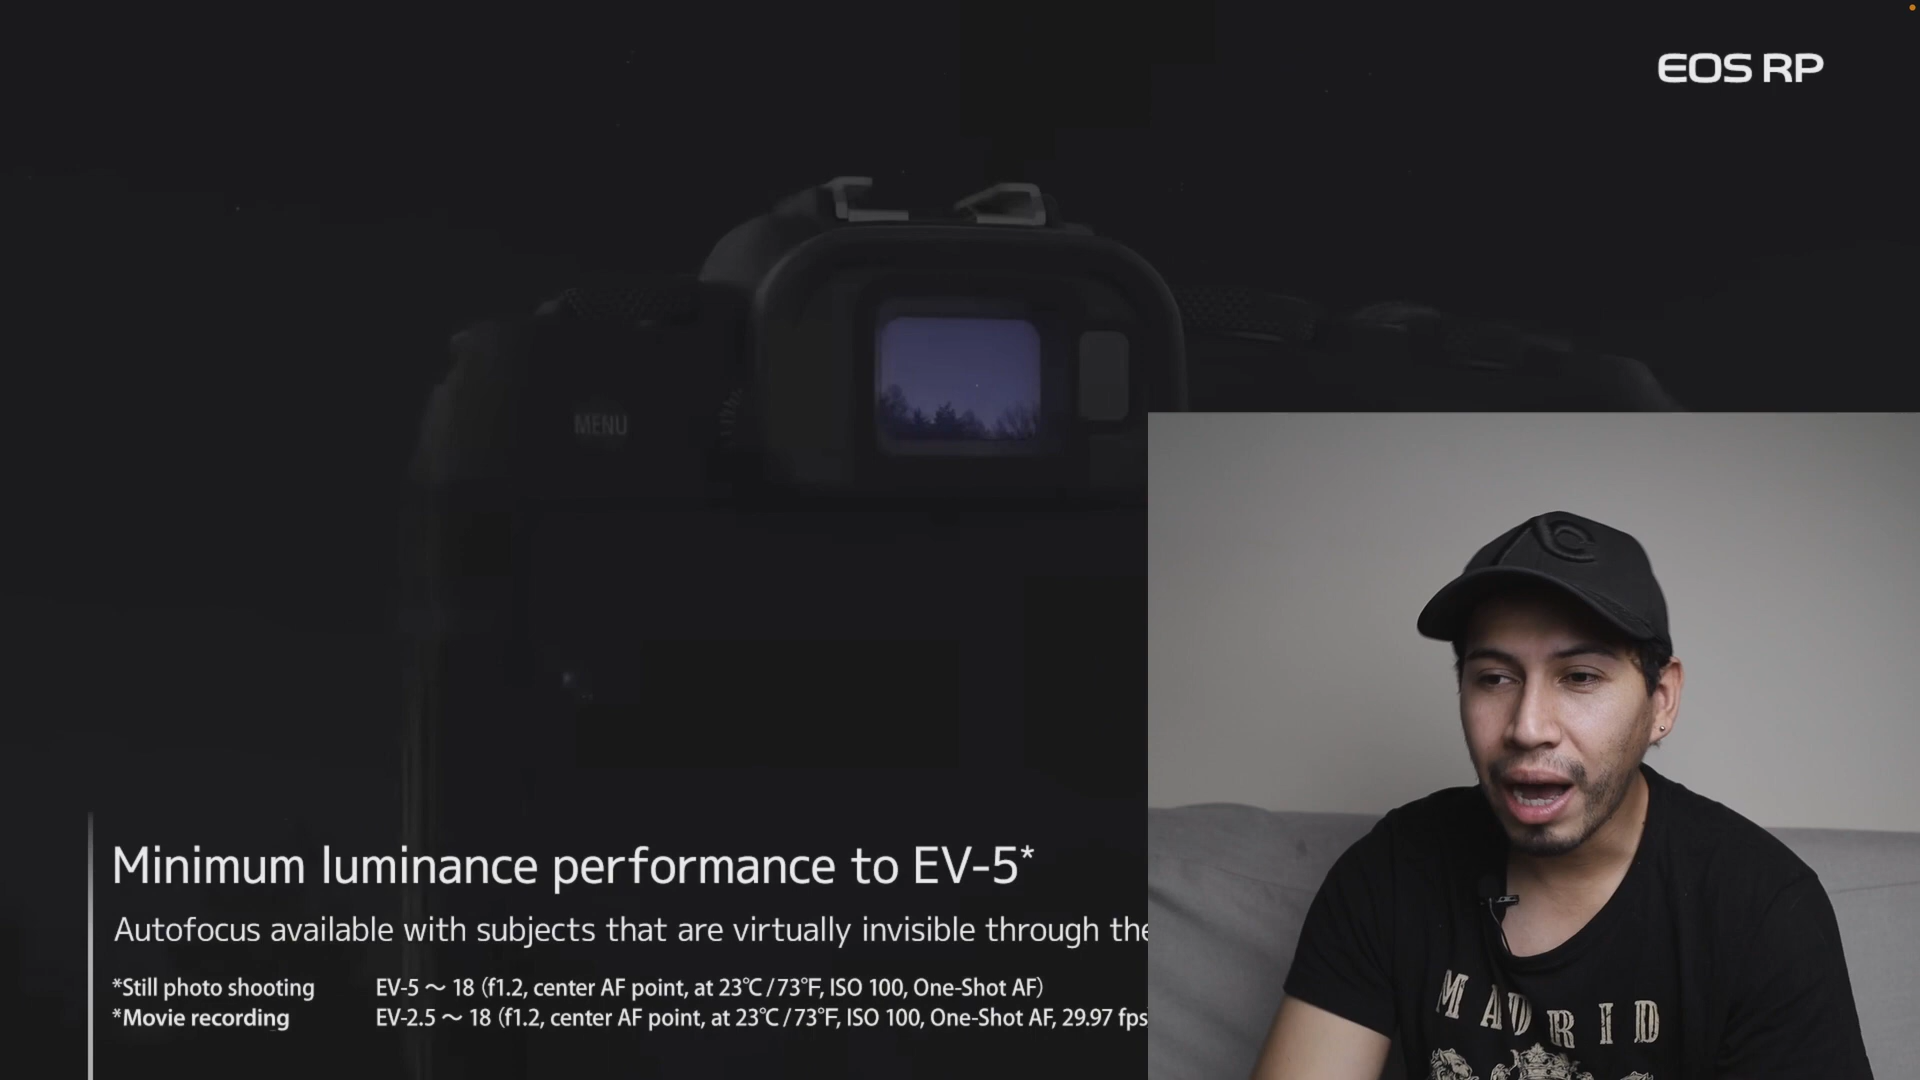 EOS RP
MENU
Minimum luminance performance to EV-5*
Autofocus available with subjects that are virtually invisible through the
*Still photo shooting EV-5 ~ 18 (f1.2, center AF point, at 23℃/73℉, ISO 100, One-Shot AF)
*Movie recording EV-2.5 ~ 18 (f1.2, center AF point, at 23℃/73℉, ISO 100, One-Shot AF, 29.97 fps
MADRID